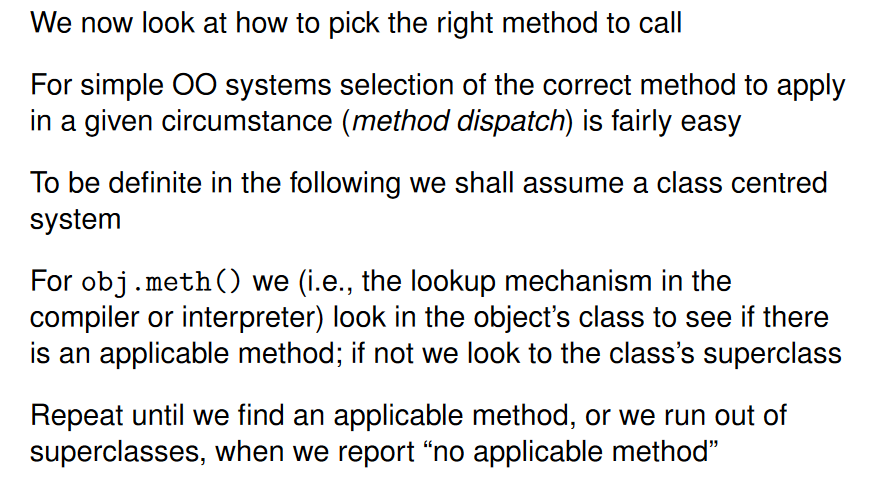 We now look at how to pick the right method to call
For simple OO systems selection of the correct method to apply
in a given circumstance (method dispatch) is fairly easy
To be definite in the following we shall assume a class centred
system
For obj.meth() we (i.e., the lookup mechanism in the
compiler or interpreter) look in the object’s class to see if there
is an applicable method; if not we look to the class’s superclass
Repeat until we find an applicable method, or we run out of
superclasses, when we report “no applicable method”